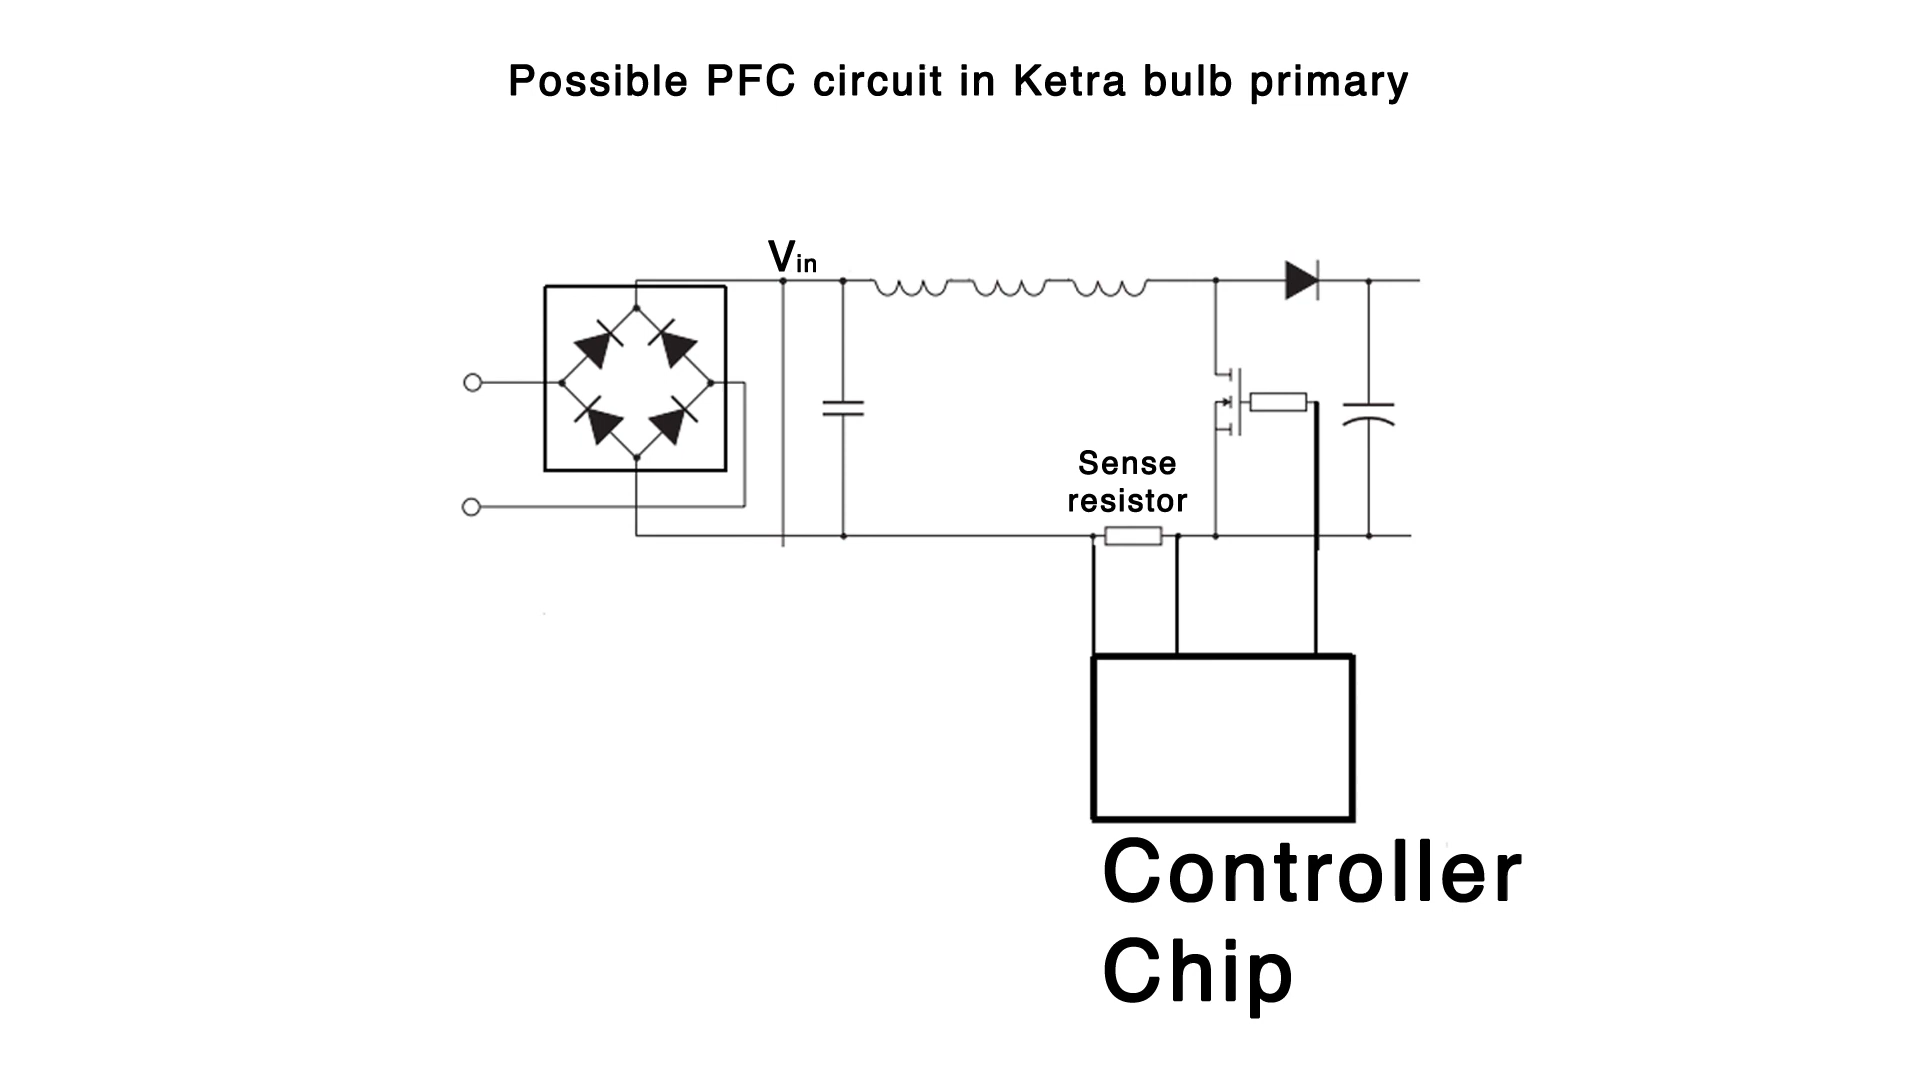 Possible PFC circuit in Ketra bulb primary
Vin
Sense
resistor
Controller
Chip